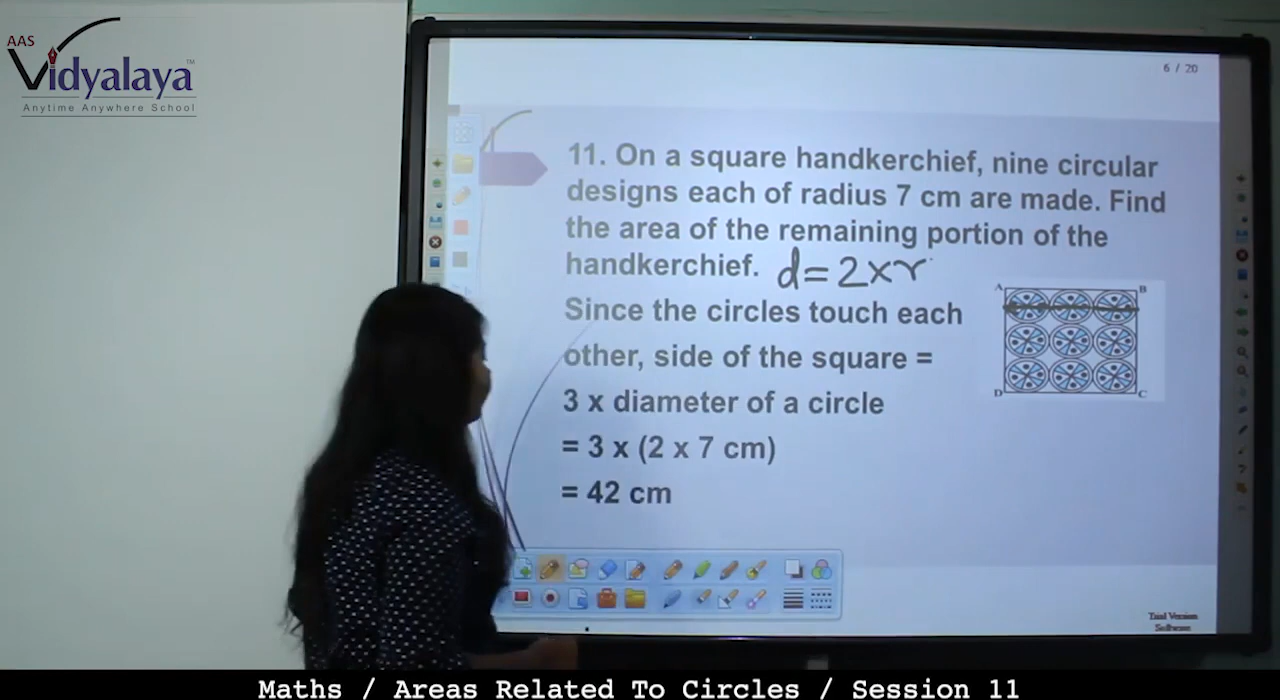 AAS
Vidyalaya
TM
Anytime Anywhere School
6 / 20
11. On a square handkerchief, nine circular
designs each of radius 7 cm are made. Find
the area of the remaining portion of the
handkerchief. d = 2 × r
Since the circles touch each
other, side of the square =
3 x diameter of a circle
= 3 x (2 x 7 cm)
= 42 cm
A
B
D
C
Trial Version
Software
Maths / Areas Related To Circles / Session 11